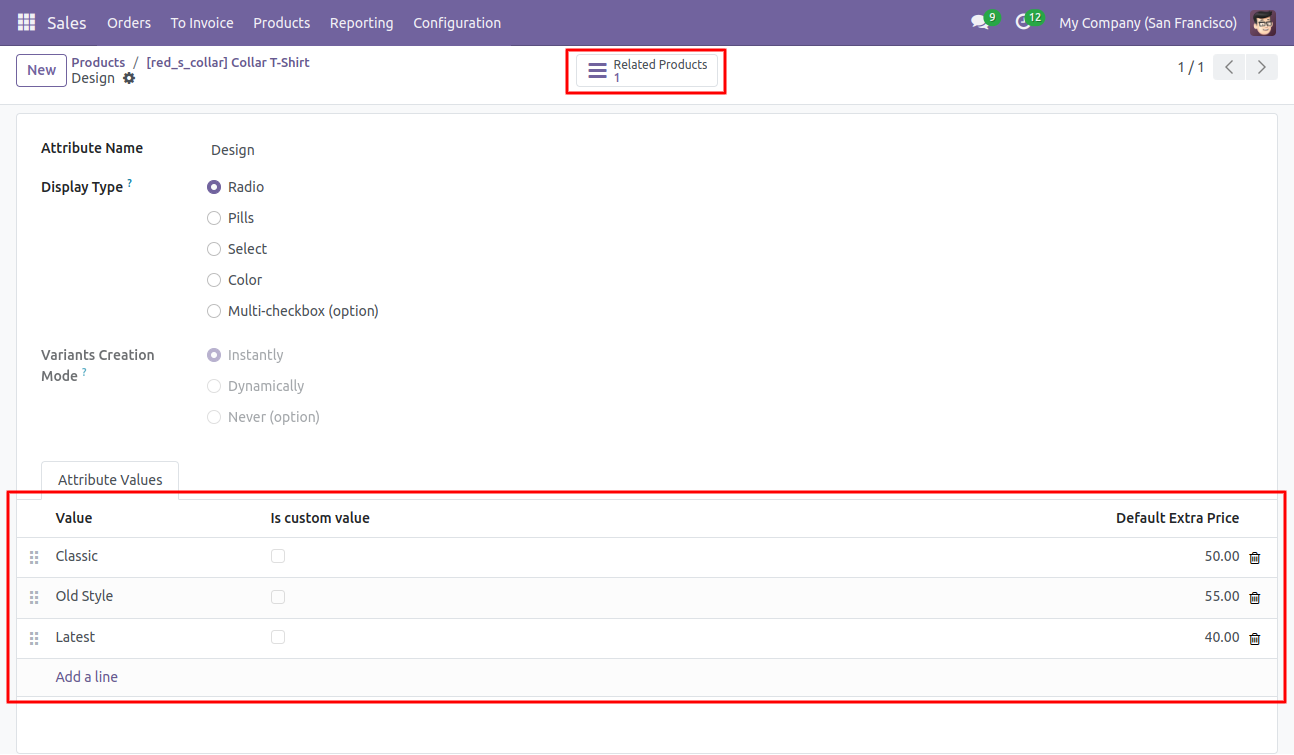 Sales Orders To Invoice Products Reporting Configuration 9 12 My Company (San Francisco)
New Products / [red_s_collar] Collar T-Shirt
Design
Related Products
1
1 / 1
Attribute Name Design
Display Type ? Radio
Pills
Select
Color
Multi-checkbox (option)
Variants Creation Mode ? Instantly
Dynamically
Never (option)
Attribute Values
Value Is custom value Default Extra Price
Classic 50.00
Old Style 55.00
Latest 40.00
Add a line